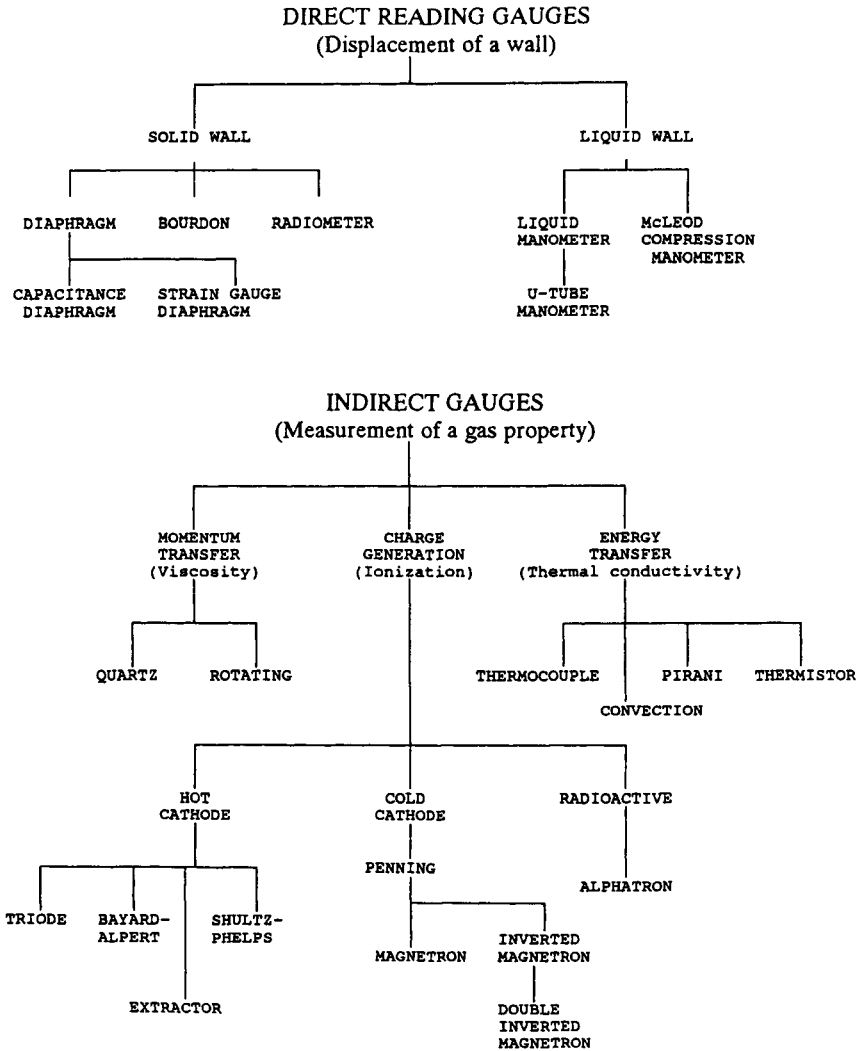 DIRECT READING GAUGES
(Displacement of a wall)
SOLID WALL
LIQUID WALL
DIAPHRAGM
BOURDON
RADIOMETER
LIQUID
MANOMETER
McLEOD
COMPRESSION
MANOMETER
CAPACITANCE
DIAPHRAGM
STRAIN GAUGE
DIAPHRAGM
U-TUBE
MANOMETER
INDIRECT GAUGES
(Measurement of a gas property)
MOMENTUM
TRANSFER
(Viscosity)
CHARGE
GENERATION
(Ionization)
ENERGY
TRANSFER
(Thermal conductivity)
QUARTZ
ROTATING
THERMOCOUPLE
PIRANI
THERMISTOR
CONVECTION
HOT
CATHODE
COLD
CATHODE
RADIOACTIVE
PENNING
ALPHATRON
TRIODE
BAYARD-
ALPERT
SHULTZ-
PHELPS
MAGNETRON
INVERTED
MAGNETRON
EXTRACTOR
DOUBLE
INVERTED
MAGNETRON